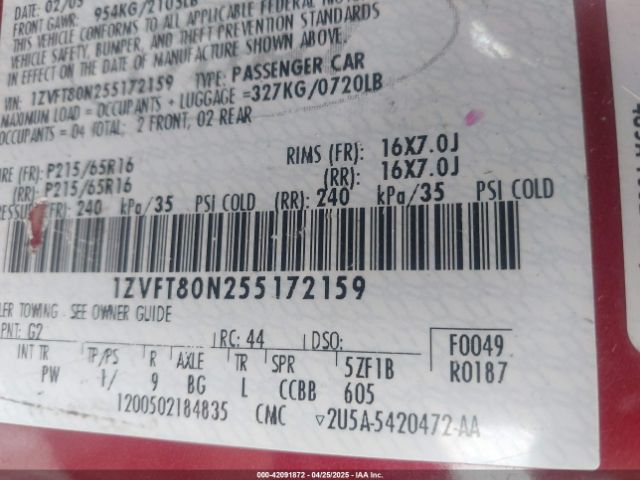 DATE: 02/05
FRONT GAWR: 954KG/2103LB
THIS VEHICLE CONFORMS TO ALL APPLICABLE FEDERAL MOTOR
VEHICLE SAFETY, BUMPER, AND THEFT PREVENTION STANDARDS
IN EFFECT ON THE DATE OF MANUFACTURE SHOWN ABOVE.
VIN: 1ZVFT80N255172159 TYPE: PASSENGER CAR
MAXIMUM LOAD = OCCUPANTS + LUGGAGE = 327KG/0720LB
OCCUPANTS = 04 TOTAL; 2 FRONT, 02 REAR
IRE (FR): P215/65R16 RIMS (FR): 16X7.0J
(RR): P215/65R16 (RR): 16X7.0J
PRESSURE (FR): 240 kPa/35 PSI COLD (RR): 240 kPa/35 PSI COLD
1ZVFT80N255172159
LER TOWING - SEE OWNER GUIDE
PNT: G2 RC: 44 DSO: F0049
INT TR TP/PS R AXLE TR SPR 5ZF1B R0187
PW 1/ 9 BG L CCBB 605
1200502184835 CMC 2U5A-5420472-AA
000-42091872 - 04/25/2025 - IAA, Inc.